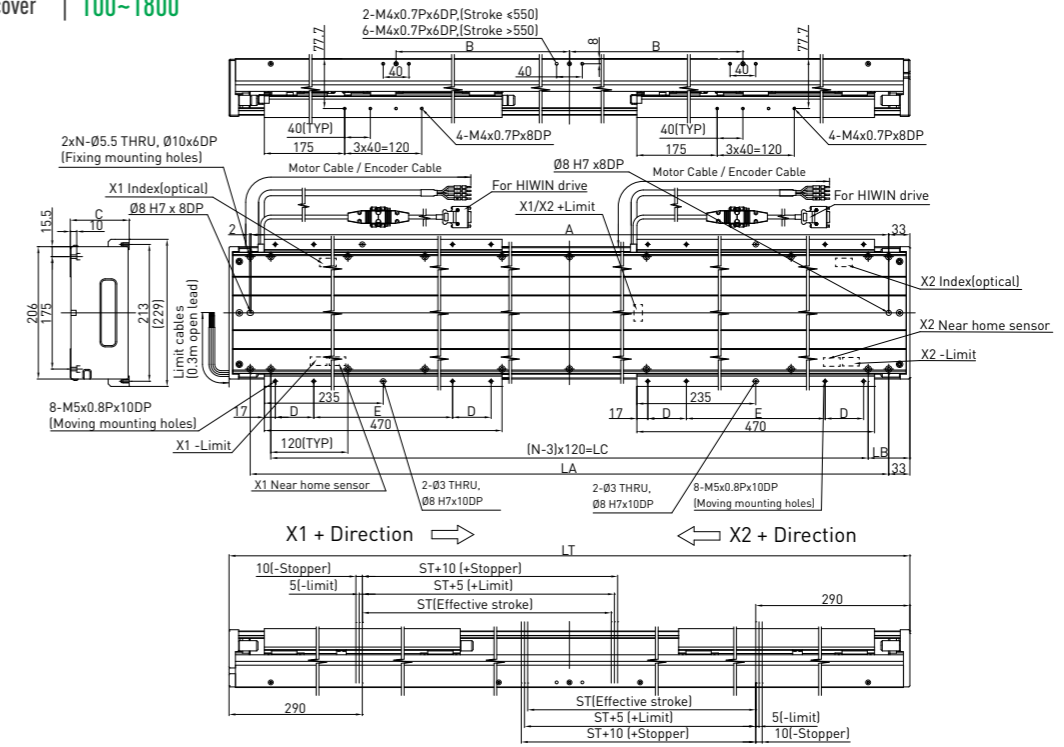 cover | 100~1800
2-M4x0.7Px6DP,(Stroke ≤550)
6-M4x0.7Px6DP,(Stroke >550)
77.7
B
8
B
77.7
40
40
40
40(TYP)
4-M4x0.7Px8DP
40(TYP)
4-M4x0.7Px8DP
175
3x40=120
175
3x40=120
2xN-Ø5.5 THRU, Ø10x6DP
(Fixing mounting holes)
Motor Cable / Encoder Cable
Ø8 H7 x8DP
Motor Cable / Encoder Cable
X1 Index(optical)
For HIWIN drive
X1/X2 +Limit
For HIWIN drive
Ø8 H7 x 8DP
15.5
C
10
2
A
33
X2 Index(optical)
206
175
213
(229)
Limit cables
(0.3m open lead)
X2 Near home sensor
X2 -Limit
8-M5x0.8Px10DP
(Moving mounting holes)
17
D
235
E
D
17
D
235
E
D
470
470
X1 -Limit
120(TYP)
(N-3)x120=LC
LB
LA
33
X1 Near home sensor
2-Ø3 THRU,
Ø8 H7x10DP
2-Ø3 THRU,
Ø8 H7x10DP
8-M5x0.8Px10DP
(Moving mounting holes)
X1 + Direction
X2 + Direction
LT
10(-Stopper)
ST+10 (+Stopper)
5(-limit)
ST+5 (+Limit)
ST(Effective stroke)
290
290
ST(Effective stroke)
ST+5 (+Limit)
5(-limit)
ST+10 (+Stopper)
10(-Stopper)